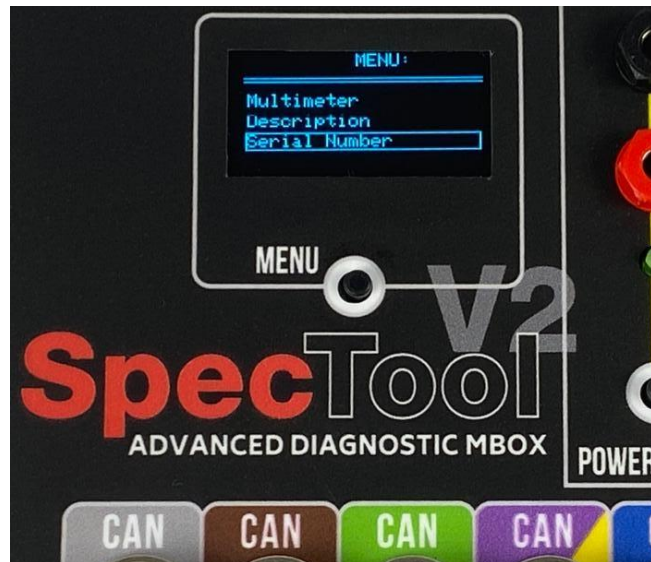 MENU:
Multimeter
Description
Serial Number
MENU
V2
SpecTool
ADVANCED DIAGNOSTIC MBOX
POWER
CAN CAN CAN CAN